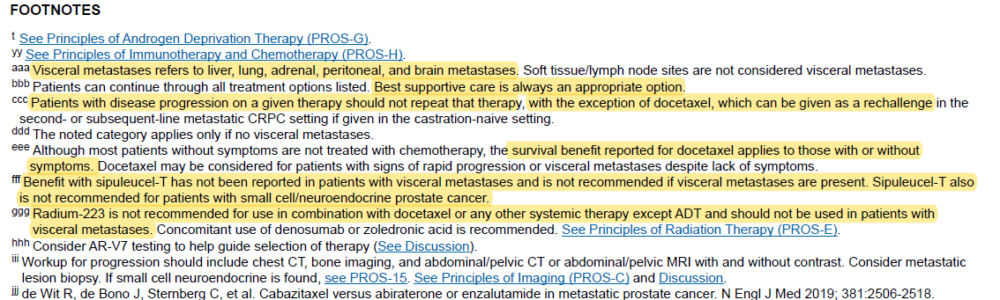 FOOTNOTES
t See Principles of Androgen Deprivation Therapy (PROS-G).
yy See Principles of Immunotherapy and Chemotherapy (PROS-H).
aaa Visceral metastases refers to liver, lung, adrenal, peritoneal, and brain metastases. Soft tissue/lymph node sites are not considered visceral metastases.
bbb Patients can continue through all treatment options listed. Best supportive care is always an appropriate option.
ccc Patients with disease progression on a given therapy should not repeat that therapy, with the exception of docetaxel, which can be given as a rechallenge in the
second- or subsequent-line metastatic CRPC setting if given in the castration-naive setting.
ddd The noted category applies only if no visceral metastases.
eee Although most patients without symptoms are not treated with chemotherapy, the survival benefit reported for docetaxel applies to those with or without
symptoms. Docetaxel may be considered for patients with signs of rapid progression or visceral metastases despite lack of symptoms.
fff Benefit with sipuleucel-T has not been reported in patients with visceral metastases and is not recommended if visceral metastases are present. Sipuleucel-T also
is not recommended for patients with small cell/neuroendocrine prostate cancer.
ggg Radium-223 is not recommended for use in combination with docetaxel or any other systemic therapy except ADT and should not be used in patients with
visceral metastases. Concomitant use of denosumab or zoledronic acid is recommended. See Principles of Radiation Therapy (PROS-E).
hhh Consider AR-V7 testing to help guide selection of therapy (See Discussion).
iii Workup for progression should include chest CT, bone imaging, and abdominal/pelvic CT or abdominal/pelvic MRI with and without contrast. Consider metastatic
lesion biopsy. If small cell neuroendocrine is found, see PROS-15. See Principles of Imaging (PROS-C) and Discussion.
jjj de Wit R, de Bono J, Sternberg C, et al. Cabazitaxel versus abiraterone or enzalutamide in metastatic prostate cancer. N Engl J Med 2019; 381:2506-2518.